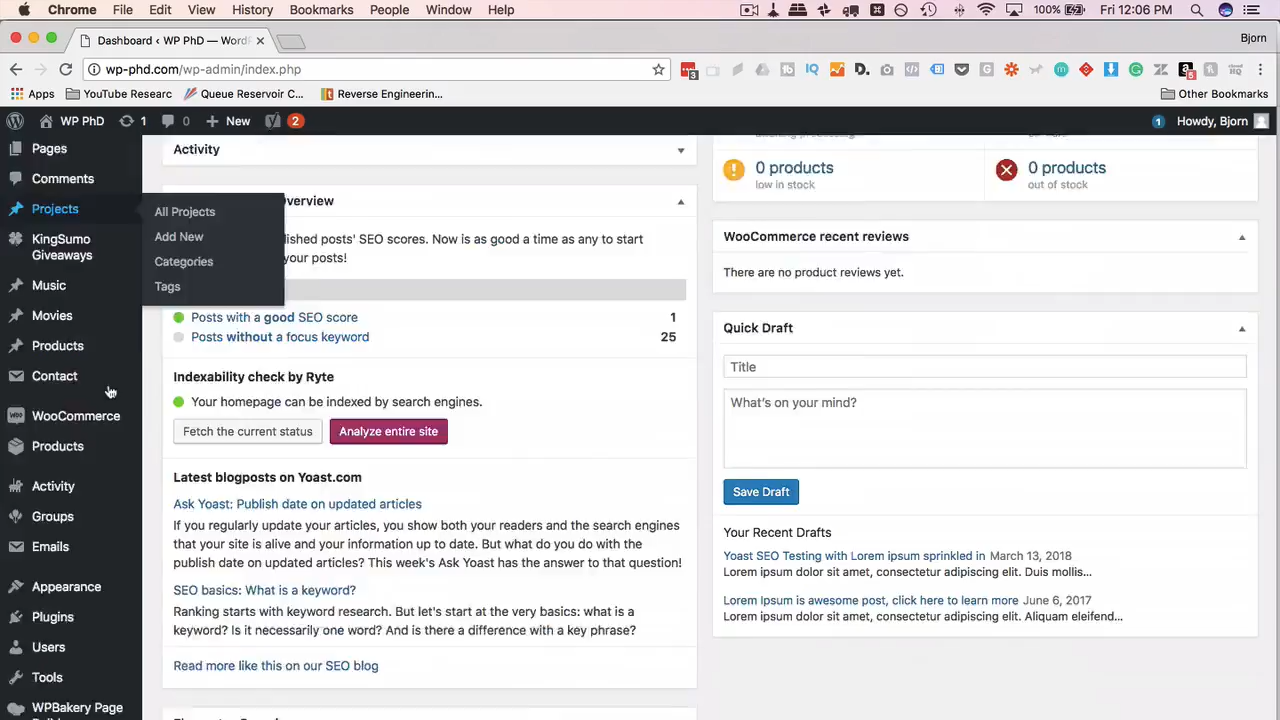 Chrome File Edit View History Bookmarks People Window Help 100% Fri 12:06 PM
Dashboard ‹ WP PhD — WordP Bjorn
wp-phd.com/wp-admin/index.php
Apps YouTube Researc Queue Reservoir C... Reverse Engineerin... Other Bookmarks
WP PhD 1 0 New 2 1 Howdy, Bjorn
Pages
Comments
Projects
KingSumo
Giveaways
Music
Movies
Products
Contact
WooCommerce
Products
Activity
Groups
Emails
Appearance
Plugins
Users
Tools
WPBakery Page
All Projects
Add New
Categories
Tags
Activity
Overview
lished posts' SEO scores. Now is as good a time as any to start
your posts!
Posts with a good SEO score 1
Posts without a focus keyword 25
Indexability check by Ryte
Your homepage can be indexed by search engines.
Fetch the current status Analyze entire site
Latest blogposts on Yoast.com
Ask Yoast: Publish date on updated articles
If you regularly update your articles, you show both your readers and the search engines
that your site is alive and your information up to date. But what do you do with the
publish date on updated articles? This week's Ask Yoast has the answer to that question!
SEO basics: What is a keyword?
Ranking starts with keyword research. But let's start at the very basics: what is a
keyword? Is it necessarily one word? And is there a difference with a key phrase?
Read more like this on our SEO blog
0 products
low in stock
0 products
out of stock
WooCommerce recent reviews
There are no product reviews yet.
Quick Draft
Title
What's on your mind?
Save Draft
Your Recent Drafts
Yoast SEO Testing with Lorem ipsum sprinkled in March 13, 2018
Lorem ipsum dolor sit amet, consectetur adipiscing elit. Duis mollis...
Lorem Ipsum is awesome post, click here to learn more June 6, 2017
Lorem ipsum dolor sit amet, consectetur adipiscing elit. Aliquam eleifend...